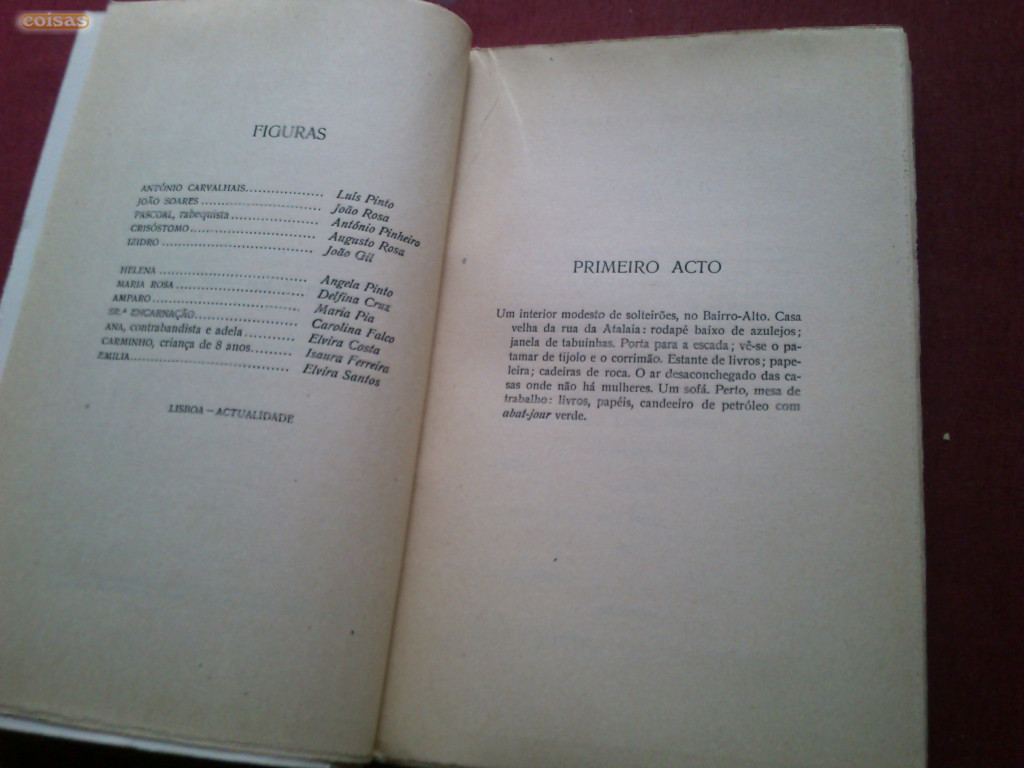 coisas
FIGURAS
ANTÓNIO CARVALHAIS.................. Luís Pinto
JOÃO SOARES............................ João Rosa
PASCOAL, rabequista..................... António Pinheiro
CRISÓSTOMO............................. Augusto Rosa
IZIDRO................................... João Gil
HELENA................................... Angela Pinto
MARIA ROSA.............................. Delfina Cruz
AMPARO.................................. Maria Pia
SR.ª ENCARNAÇÃO........................ Carolina Falco
ANA, contrabandista e adela............... Elvira Costa
CARMINHO, criança de 8 anos......... Isaura Ferreira
EMILIA................................... Elvira Santos
LISBOA — ACTUALIDADE
PRIMEIRO ACTO
Um interior modesto de solteirões, no Bairro-Alto. Casa
velha da rua da Atalaia: rodapé baixo de azulejos;
janela de tabuínhas. Porta para a escada; vê-se o pa-
tamar de tijolo e o corrimão. Estante de livros; pape-
leira; cadeiras de roca. O ar desaconchegado das ca-
sas onde não há mulheres. Um sofá. Perto, mesa de
trabalho: livros, papéis, candeeiro de petróleo com
abat-jour verde.